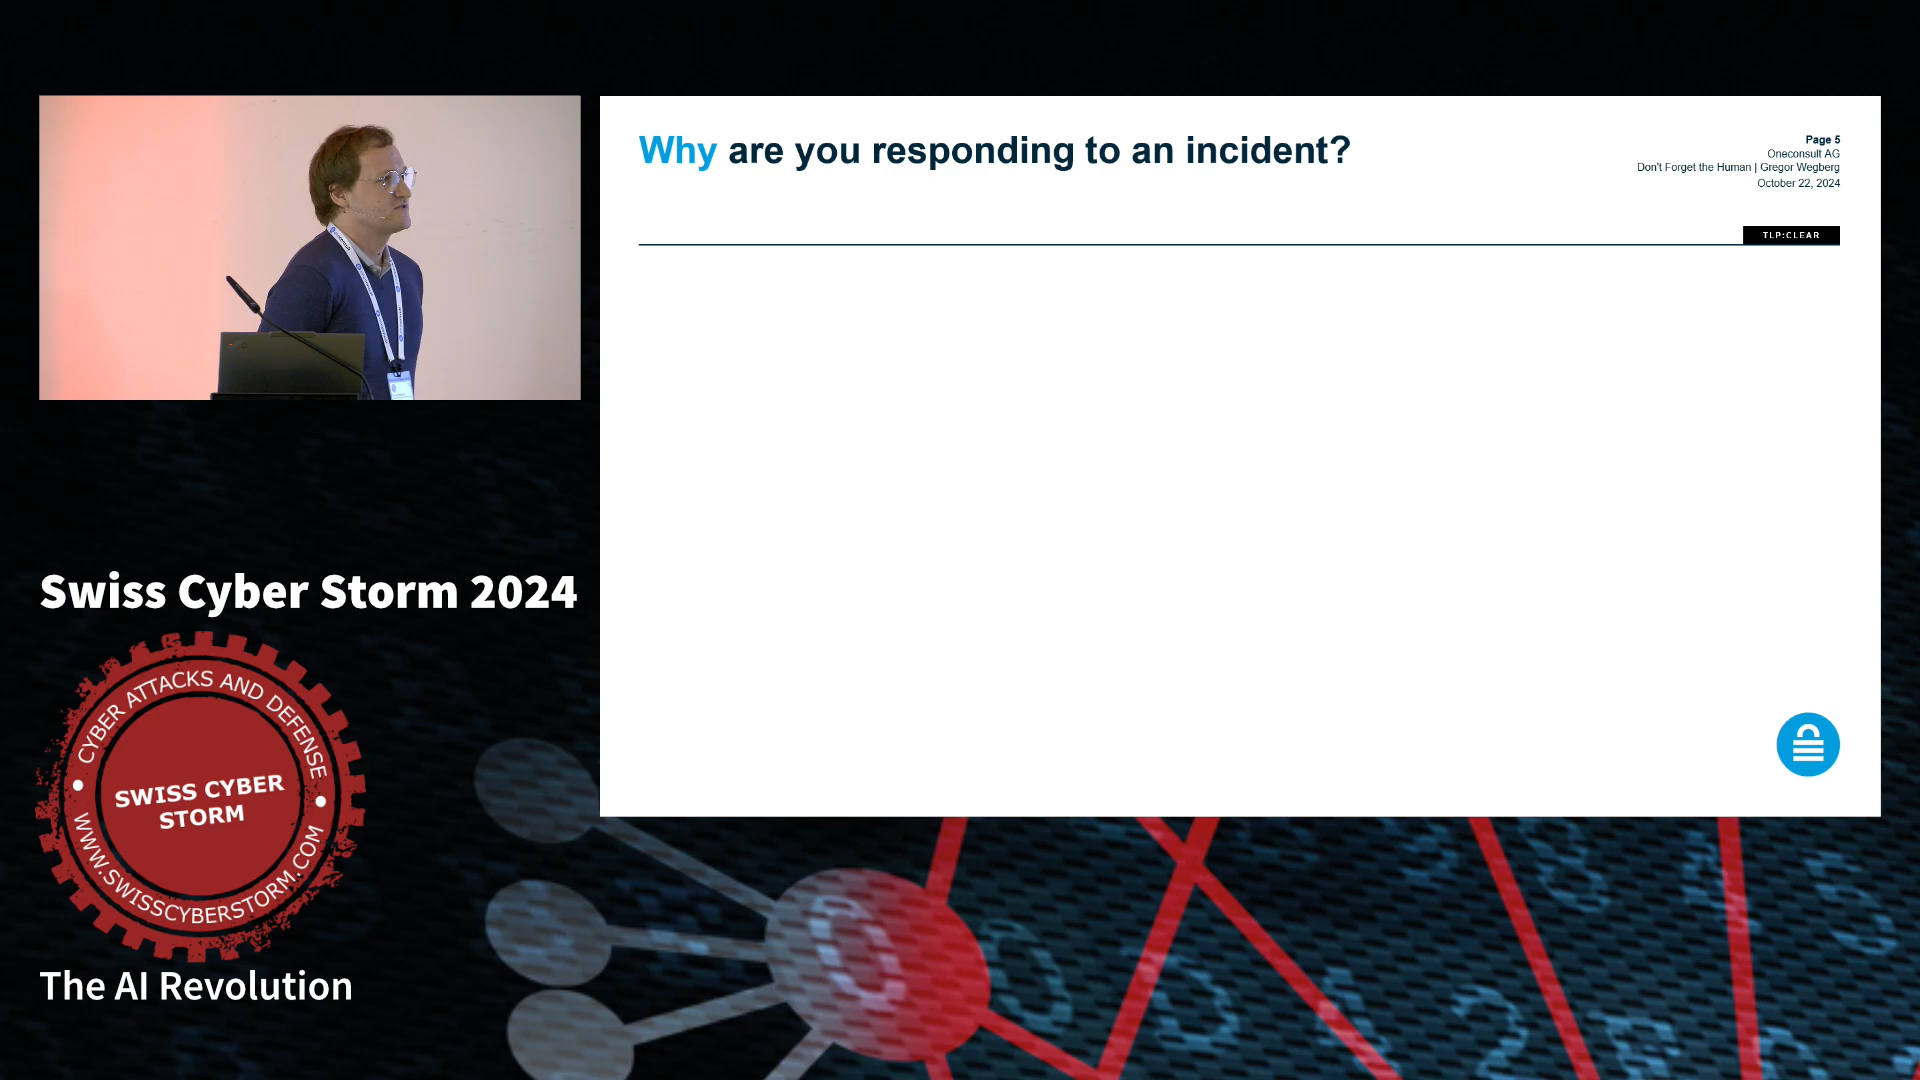 Why are you responding to an incident?
Page 5
Oneconsult AG
Don't Forget the Human | Gregor Wegberg
October 22, 2024
TLP:CLEAR
Swiss Cyber Storm 2024
CYBER ATTACKS AND DEFENSE
SWISS CYBER
STORM
WWW.SWISSCYBERSTORM.COM
The AI Revolution